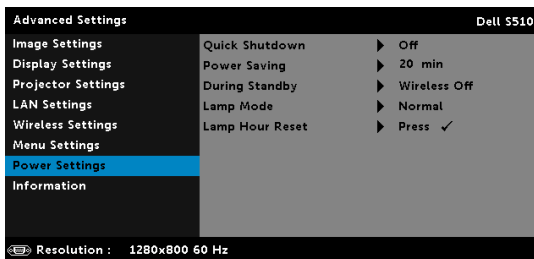 Advanced Settings Dell S510
Image Settings Quick Shutdown Off
Display Settings Power Saving 20 min
Projector Settings During Standby Wireless Off
LAN Settings Lamp Mode Normal
Wireless Settings Lamp Hour Reset Press ✓
Menu Settings
Power Settings
Information
Resolution : 1280x800 60 Hz